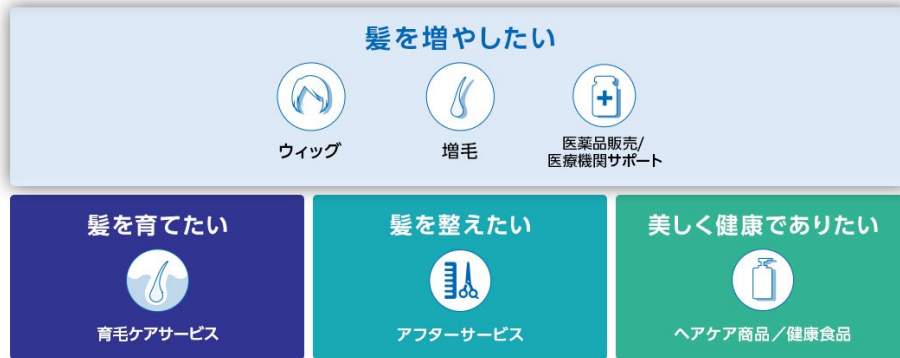 髪を増やしたい
ウィッグ
増毛
医薬品販売/
医療機関サポート
髪を育てたい
育毛ケアサービス
髪を整えたい
アフターサービス
美しく健康でありたい
ヘアケア商品／健康食品